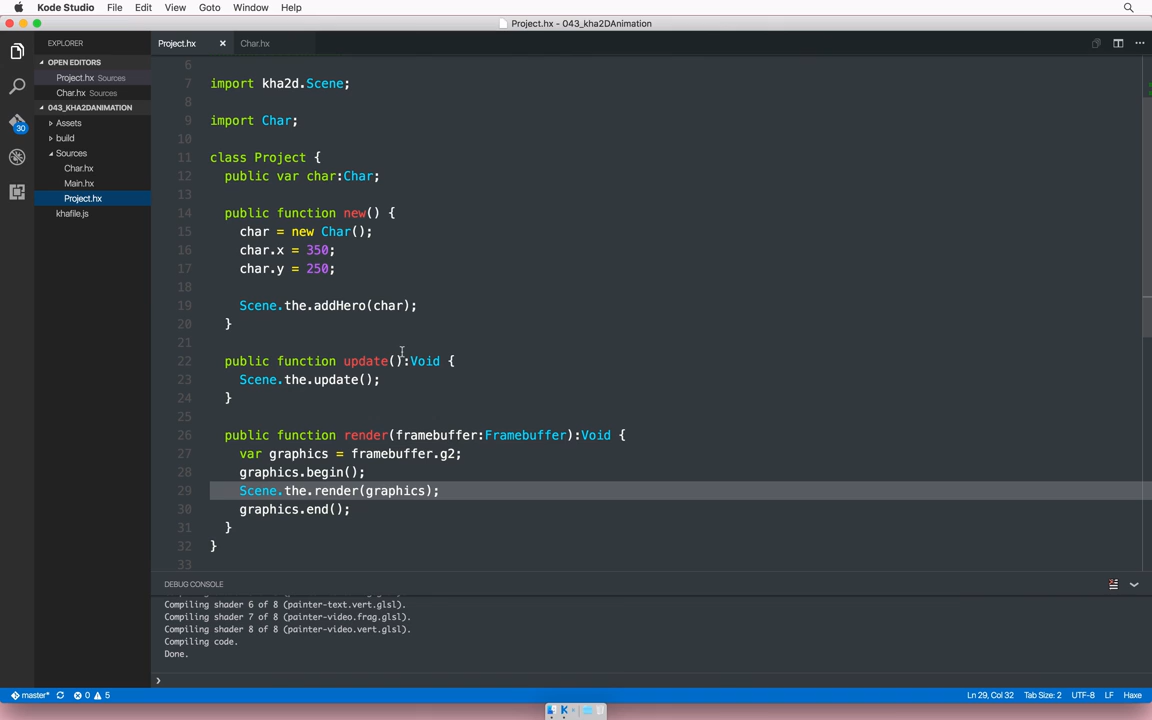 Kode Studio File Edit View Goto Window Help
Project.hx - 043_kha2DAnimation
EXPLORER
OPEN EDITORS
Project.hx Sources
Char.hx Sources
043_KHA2DANIMATION
Assets
build
Sources
Char.hx
Main.hx
Project.hx
khafile.js
30
Project.hx
Char.hx
6
7 import kha2d.Scene;
8
9 import Char;
10
11 class Project {
12 public var char:Char;
13
14 public function new() {
15 char = new Char();
16 char.x = 350;
17 char.y = 250;
18
19 Scene.the.addHero(char);
20 }
21
22 public function update():Void {
23 Scene.the.update();
24 }
25
26 public function render(framebuffer:Framebuffer):Void {
27 var graphics = framebuffer.g2;
28 graphics.begin();
29 Scene.the.render(graphics);
30 graphics.end();
31 }
32 }
33
DEBUG CONSOLE
Compiling shader 6 of 8 (painter-text.vert.glsl).
Compiling shader 7 of 8 (painter-video.frag.glsl).
Compiling shader 8 of 8 (painter-video.vert.glsl).
Compiling code.
Done.
master* 0 5
Ln 29, Col 32 Tab Size: 2 UTF-8 LF Haxe